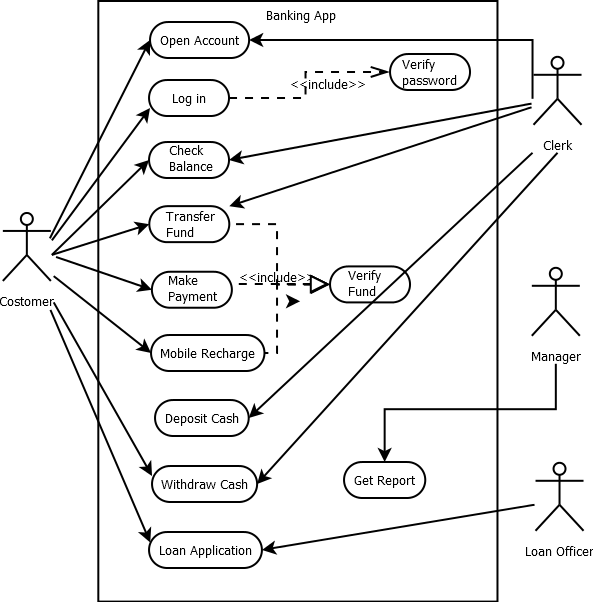 Banking App
Open Account
Verify
password
<<include>>
Log in
Check
Balance
Clerk
Transfer
Fund
<<include>>
Make
Payment
Verify
Fund
Costomer
Mobile Recharge
Manager
Deposit Cash
Withdraw Cash
Get Report
Loan Application
Loan Officer